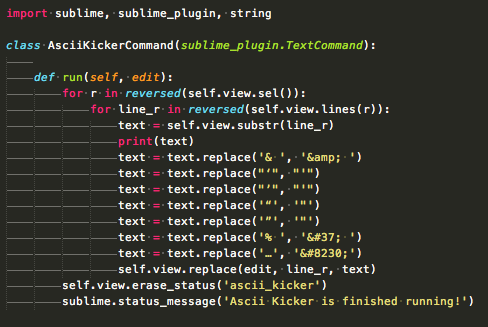 import sublime, sublime_plugin, string
class AsciiKickerCommand(sublime_plugin.TextCommand):
def run(self, edit):
for r in reversed(self.view.sel()):
for line_r in reversed(self.view.lines(r)):
text = self.view.substr(line_r)
print(text)
text = text.replace('& ', '&amp; ')
text = text.replace("‘", "'")
text = text.replace("’", "'")
text = text.replace('“', '"')
text = text.replace('”', '"')
text = text.replace('% ', '&#37; ')
text = text.replace('…', '&#8230;')
self.view.replace(edit, line_r, text)
self.view.erase_status('ascii_kicker')
sublime.status_message('Ascii Kicker is finished running!')